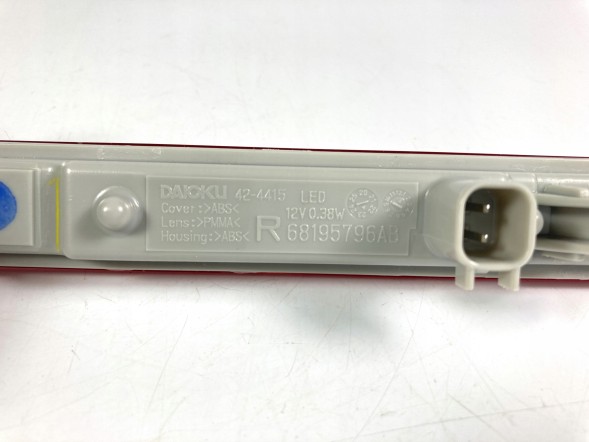 DAIKOKU 42-4415 LED
Cover:>ABS< 12V 0.38W
Lens:>PMMA<
Housing:>ABS< R 68195796AB